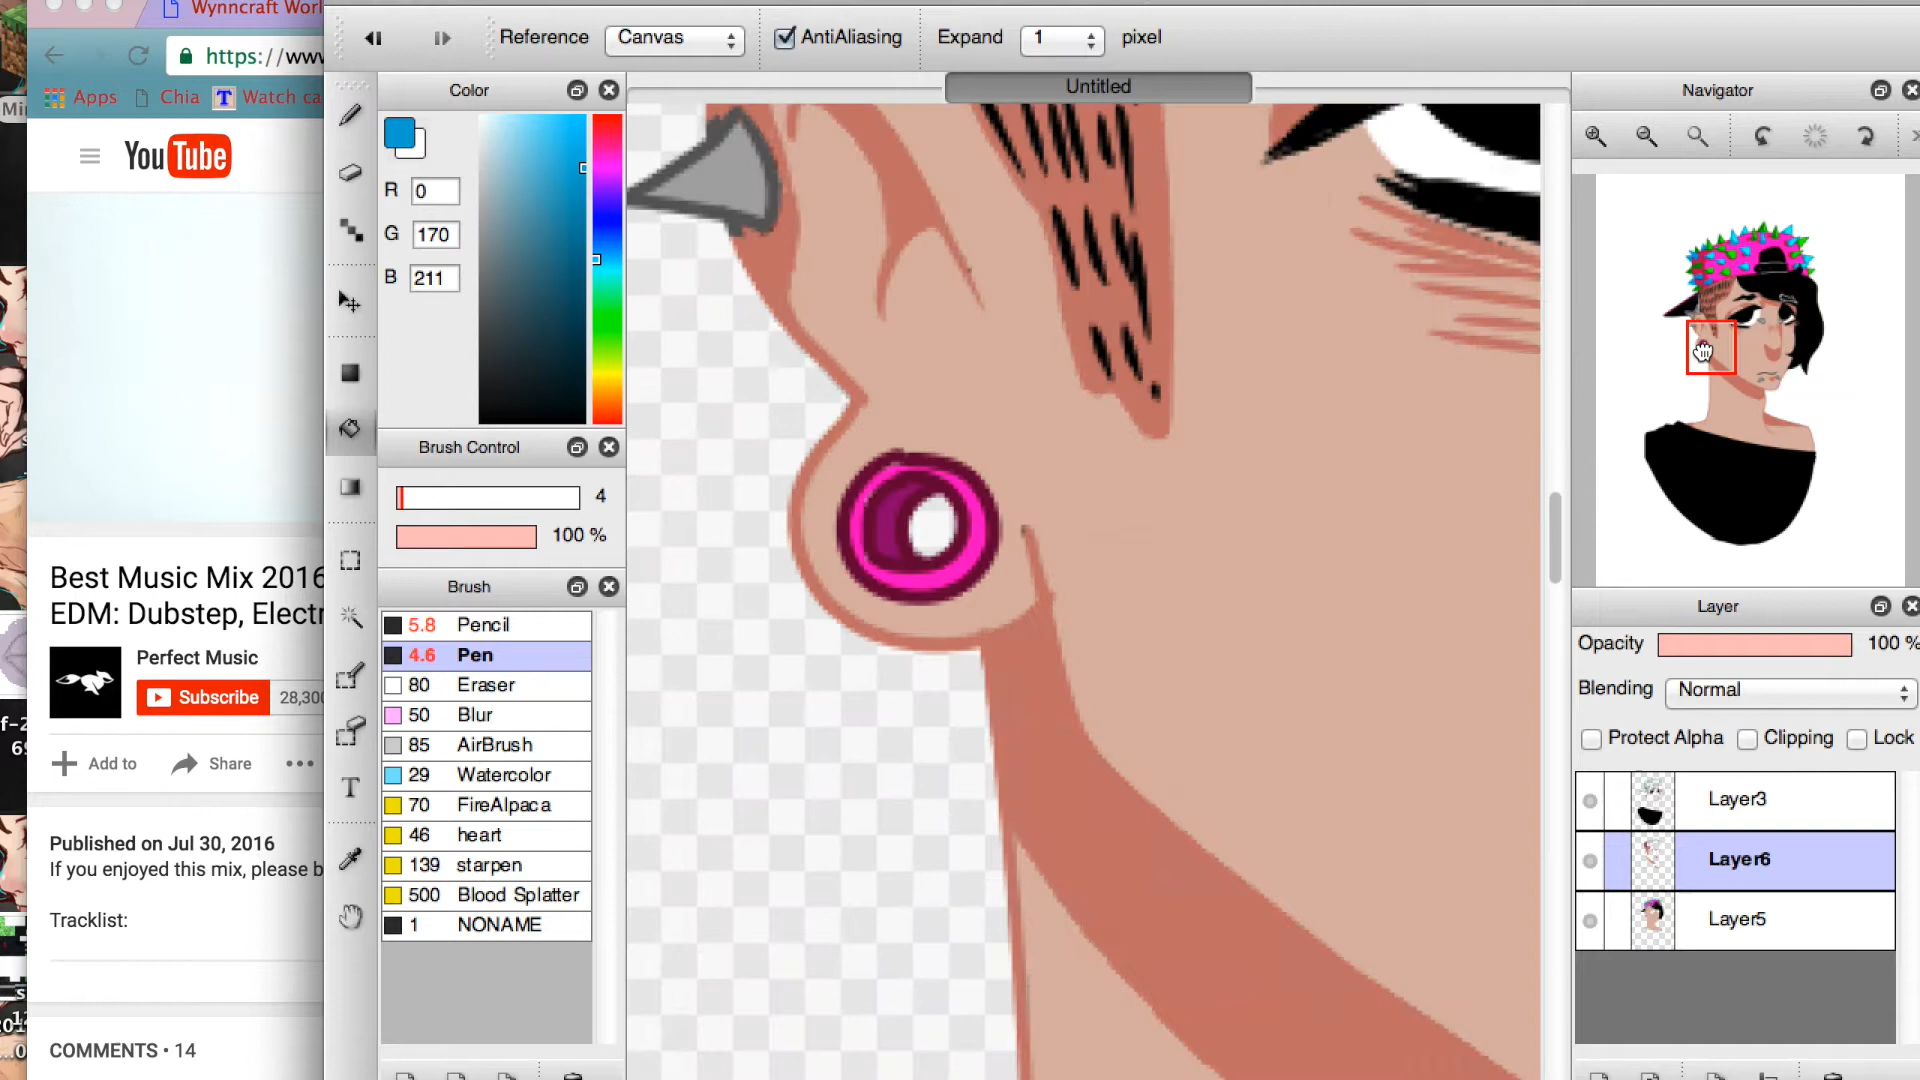 Wynncraft Worl
https://www
Apps Chia T Watch ca
YouTube
Best Music Mix 2016
EDM: Dubstep, Electr
Perfect Music
Subscribe 28,300
Add to Share
Published on Jul 30, 2016
If you enjoyed this mix, please b
Tracklist:
COMMENTS • 14
Reference Canvas AntiAliasing Expand 1 pixel
Color
R 0
G 170
B 211
Brush Control
4
100 %
Brush
5.8 Pencil
4.6 Pen
80 Eraser
50 Blur
85 AirBrush
29 Watercolor
70 FireAlpaca
46 heart
139 starpen
500 Blood Splatter
1 NONAME
T
Untitled
Navigator
Layer
Opacity 100 %
Blending Normal
Protect Alpha Clipping Lock
Layer3
Layer6
Layer5